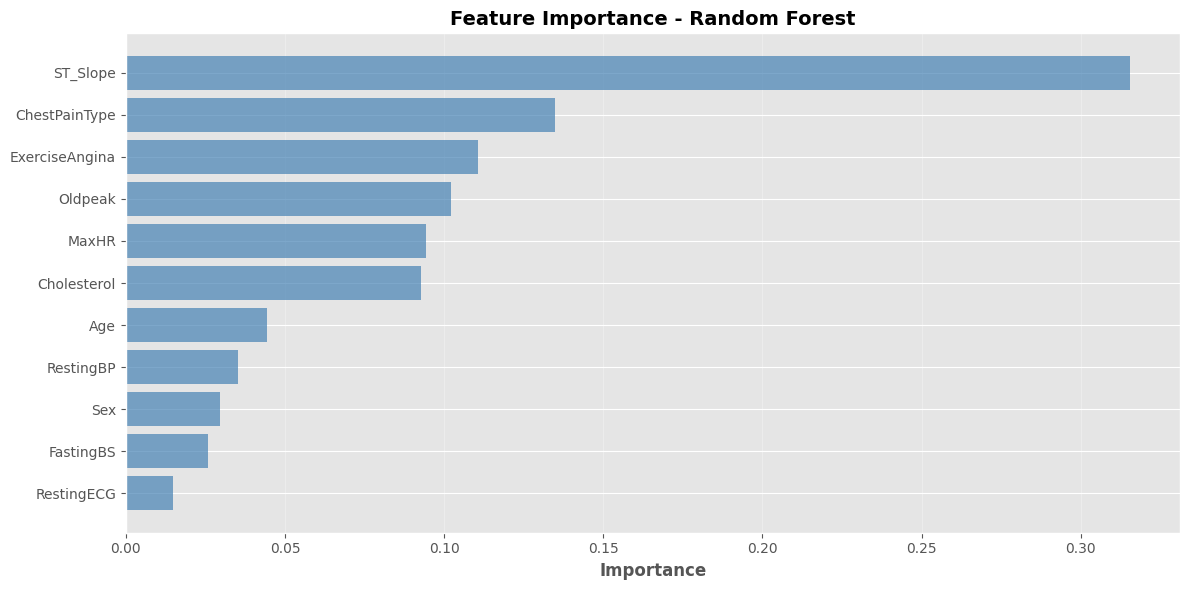 Feature Importance - Random Forest
ST_Slope
ChestPainType
ExerciseAngina
Oldpeak
MaxHR
Cholesterol
Age
RestingBP
Sex
FastingBS
RestingECG
0.00 0.05 0.10 0.15 0.20 0.25 0.30
Importance